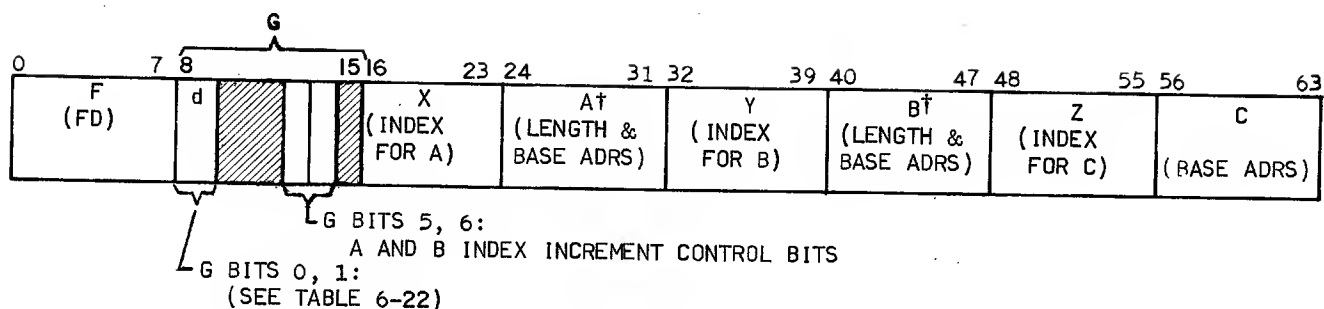 G
0 7 8 15 16 23 24 31 32 39 40 47 48 55 56 63
F
(FD)
d
X
(INDEX
FOR A)
A†
(LENGTH &
BASE ADRS)
Y
(INDEX
FOR B)
B†
(LENGTH &
BASE ADRS)
Z
(INDEX
FOR C)
C
(BASE ADRS)
G BITS 5, 6:
A AND B INDEX INCREMENT CONTROL BITS
G BITS 0, 1:
(SEE TABLE 6-22)